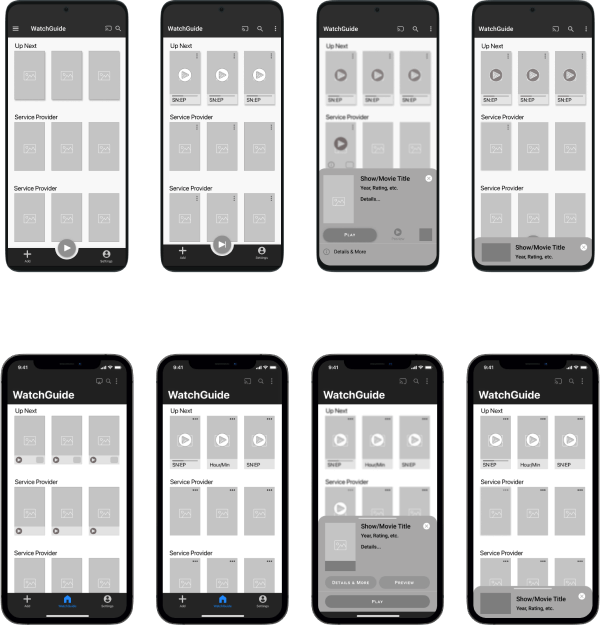 WatchGuide
Up Next
Service Provider
Service Provider
Add
Settings
WatchGuide
Up Next
SN:EP
SN:EP
SN:EP
Service Provider
Service Provider
Add
Settings
WatchGuide
Up Next
SN:EP
SN:EP
SN:EP
Service Provider
Show/Movie Title
Year, Rating, etc.
Details...
PLAY
Details & More
WatchGuide
Up Next
SN:EP
SN:EP
SN:EP
Service Provider
Service Provider
Show/Movie Title
Year, Rating, etc.
9:41
WatchGuide
Up Next
Service Provider
Service Provider
Add
WatchGuide
Settings
9:41
WatchGuide
Up Next
SN:EP
Hour/Min
SN:EP
Service Provider
Service Provider
Add
WatchGuide
Settings
9:41
WatchGuide
Up Next
SN:EP
Hour/Min
SN:EP
Service Provider
Show/Movie Title
Year, Rating, etc.
Details...
DETAILS & MORE
PREVIEW
PLAY
9:41
WatchGuide
Up Next
SN:EP
Hour/Min
SN:EP
Service Provider
Service Provider
Show/Movie Title
Year, Rating, etc.